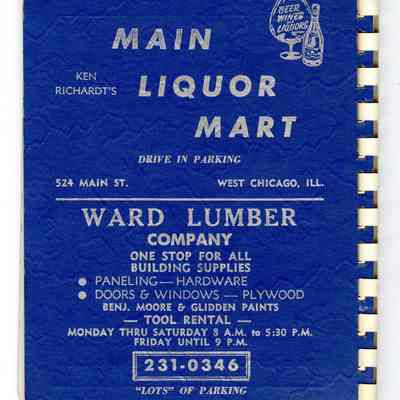 BEER
WINES
LIQUORS
MAIN
KEN
RICHARDT'S
LIQUOR
MART
DRIVE IN PARKING
524 MAIN ST. WEST CHICAGO, ILL.
WARD LUMBER
COMPANY
ONE STOP FOR ALL
BUILDING SUPPLIES
● PANELING — HARDWARE
● DOORS & WINDOWS — PLYWOOD
BENJ. MOORE & GLIDDEN PAINTS
— TOOL RENTAL —
MONDAY THRU SATURDAY 8 A.M. to 5:30 P.M.
FRIDAY UNTIL 9 P.M.
231-0346
"LOTS" OF PARKING